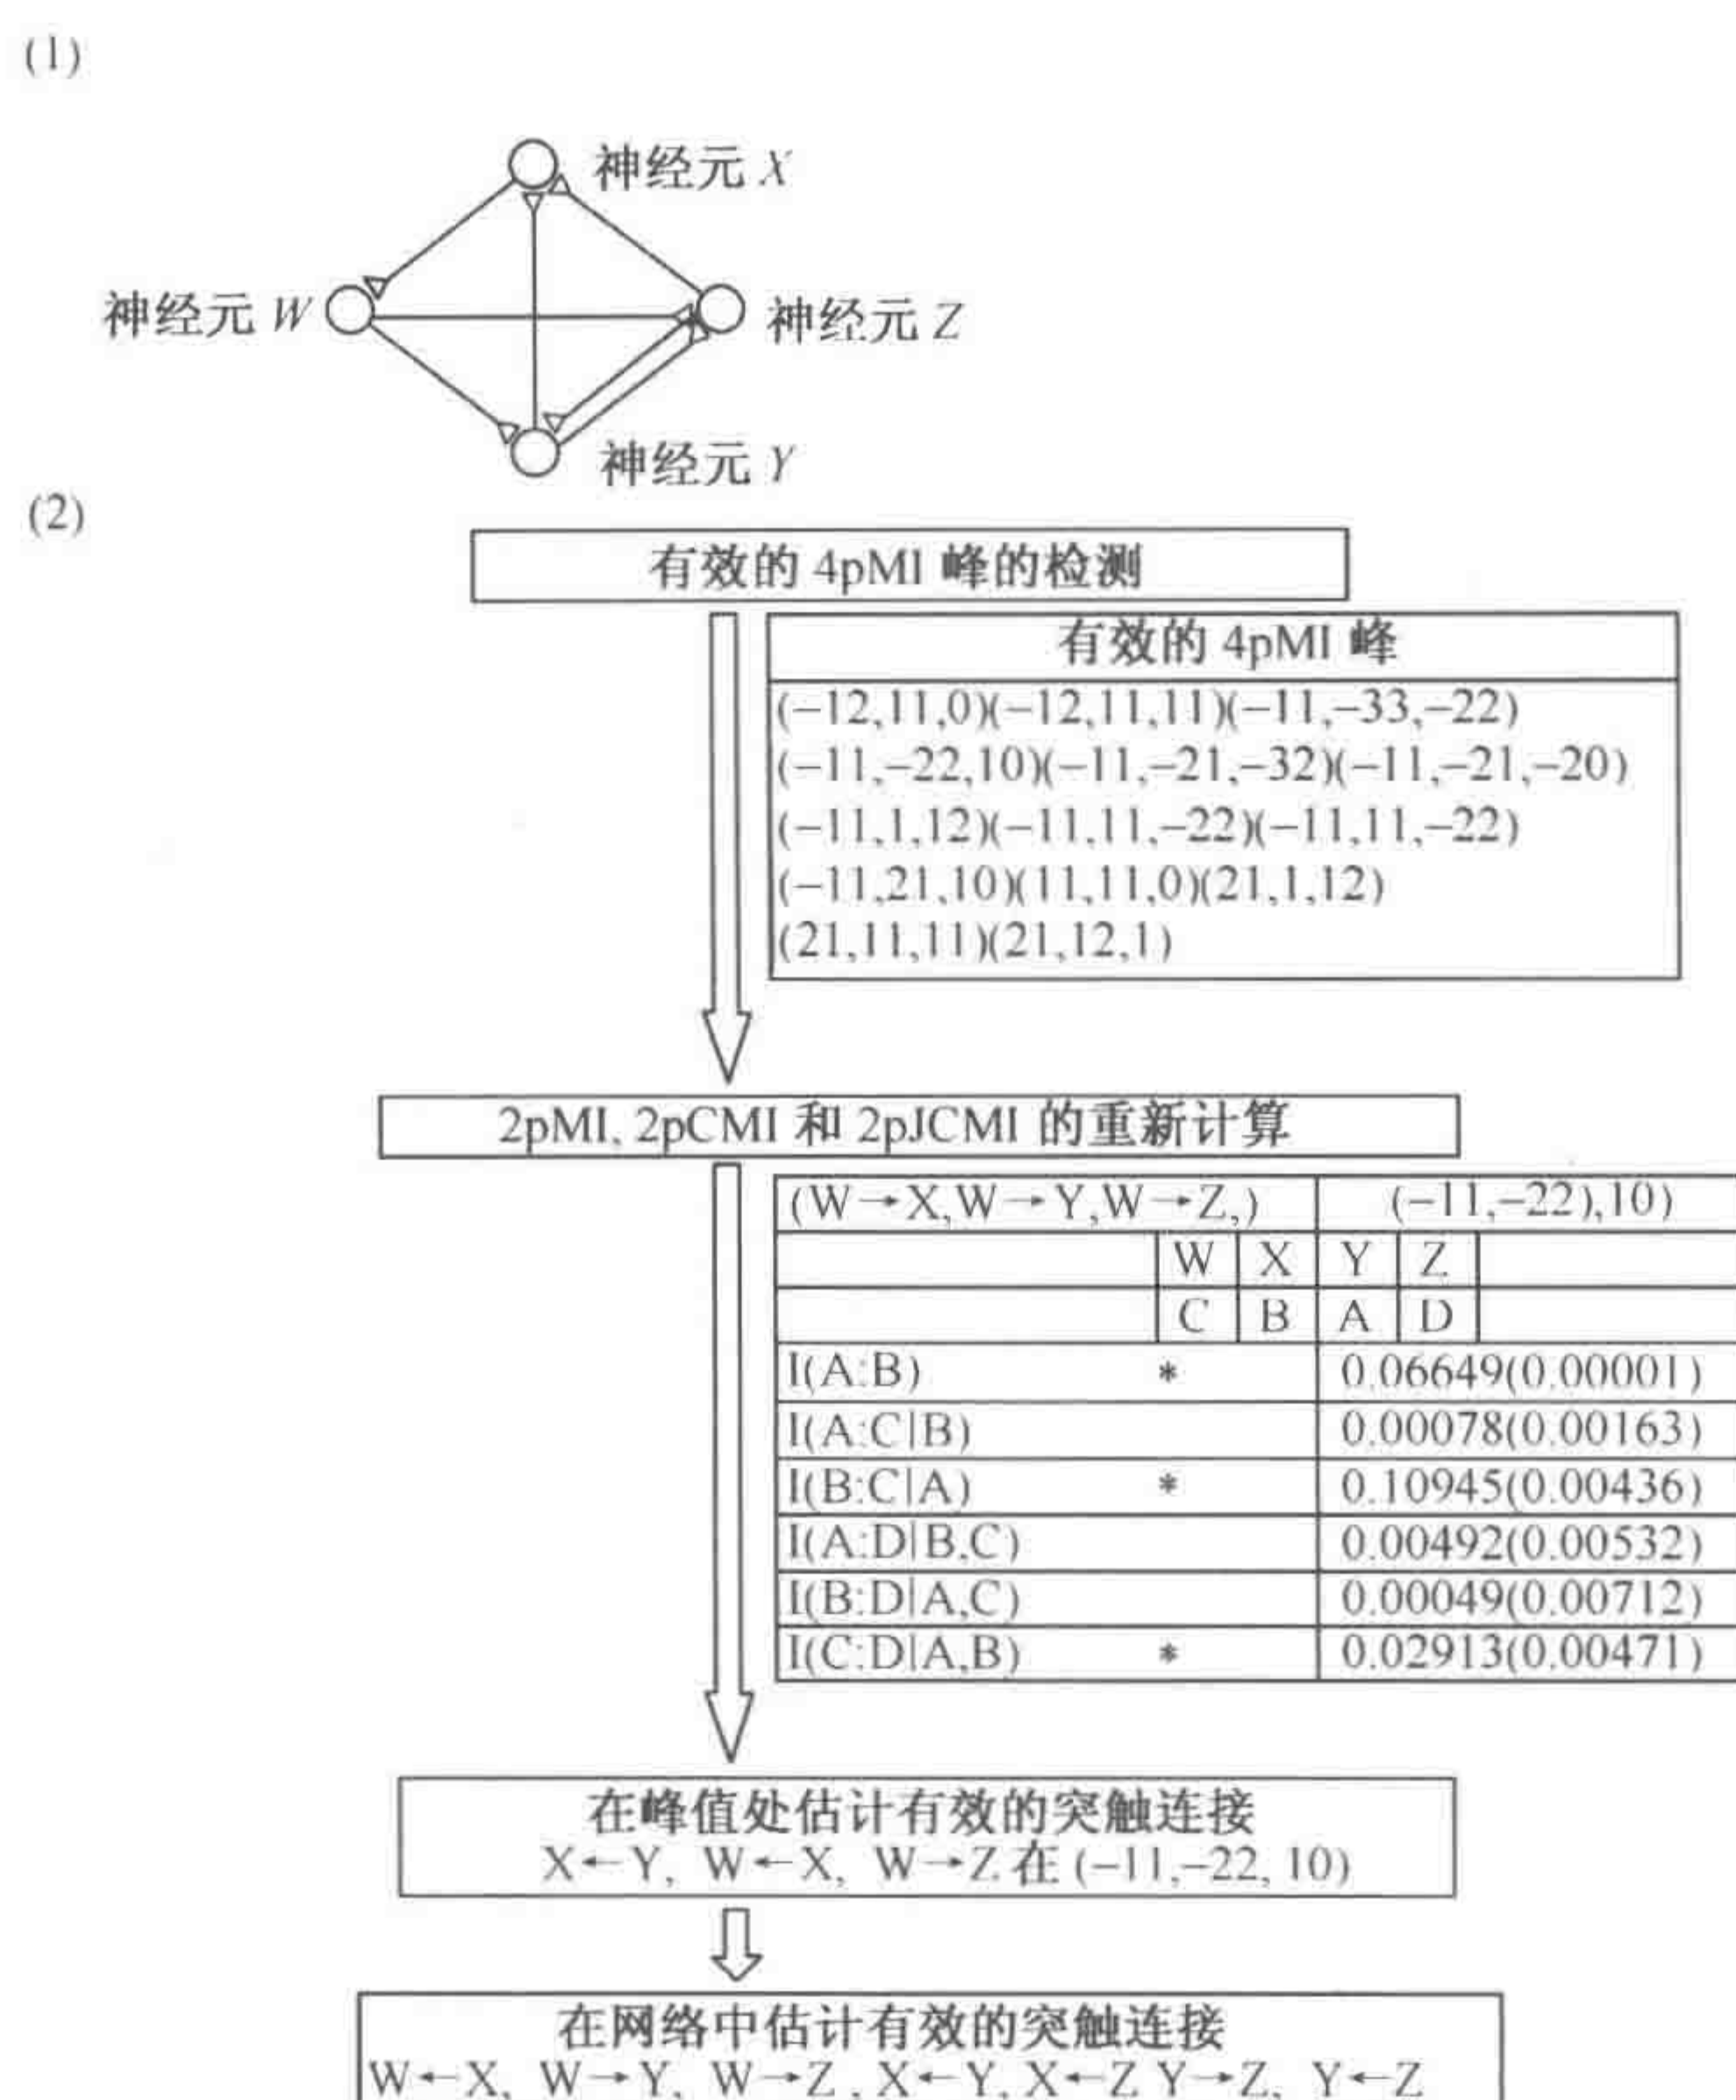 (1)
神经元 X
神经元 W
神经元 Z
神经元 Y
(2)
有效的 4pMI 峰的检测
有效的 4pMI 峰
(−12,11,0)(−12,11,11)(−11,−33,−22)
(−11,−22,10)(−11,−21,−32)(−11,−21,−20)
(−11,1,12)(−11,11,−22)(−11,11,−22)
(−11,21,10)(11,11,0)(21,1,12)
(21,11,11)(21,12,1)
2pMI, 2pCMI 和 2pJCMI 的重新计算
(W→X,W→Y,W→Z,) (−11,−22),10)
W X Y Z
C B A D
I(A:B) * 0.06649(0.00001)
I(A:C|B) 0.00078(0.00163)
I(B:C|A) * 0.10945(0.00436)
I(A:D|B,C) 0.00492(0.00532)
I(B:D|A,C) 0.00049(0.00712)
I(C:D|A,B) * 0.02913(0.00471)
在峰值处估计有效的突触连接
X←Y, W←X, W→Z 在 (−11,−22, 10)
在网络中估计有效的突触连接
W←X, W→Y, W→Z , X←Y, X←Z Y→Z, Y←Z